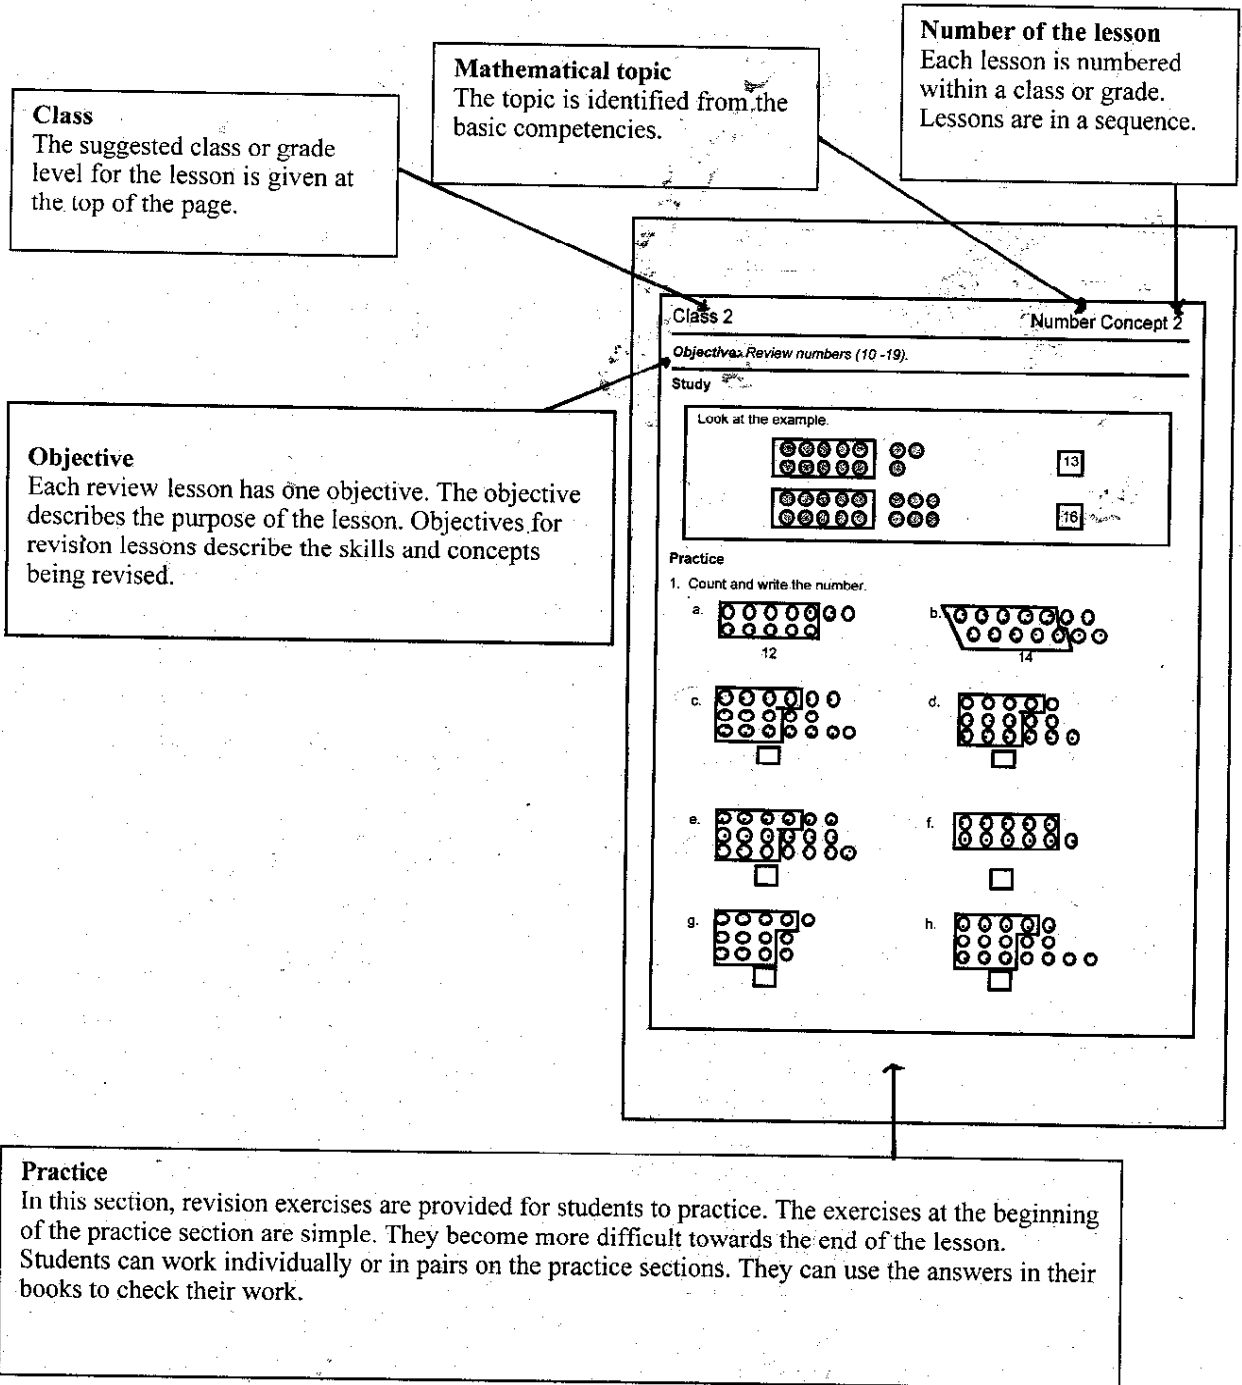 Number of the lesson
Each lesson is numbered
within a class or grade.
Lessons are in a sequence.
Mathematical topic
The topic is identified from the
basic competencies.
Class
The suggested class or grade
level for the lesson is given at
the top of the page.
Class 2
Number Concept 2
Objective: Review numbers (10 -19).
Study
Look at the example.
13
16
Objective
Each review lesson has one objective. The objective
describes the purpose of the lesson. Objectives for
revision lessons describe the skills and concepts
being revised.
Practice
1. Count and write the number.
a.
12
b.
14
c.
d.
e.
f.
g.
h.
Practice
In this section, revision exercises are provided for students to practice. The exercises at the beginning
of the practice section are simple. They become more difficult towards the end of the lesson.
Students can work individually or in pairs on the practice sections. They can use the answers in their
books to check their work.